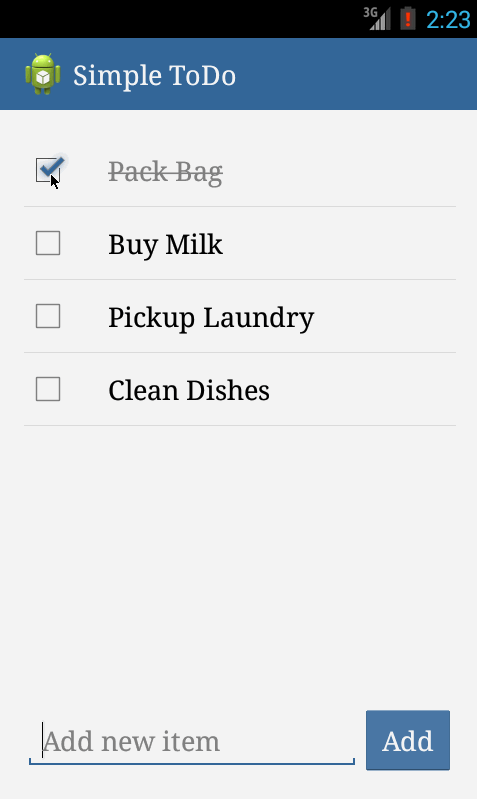 3G 2:23
Simple ToDo
Pack Bag
Buy Milk
Pickup Laundry
Clean Dishes
Add new item Add